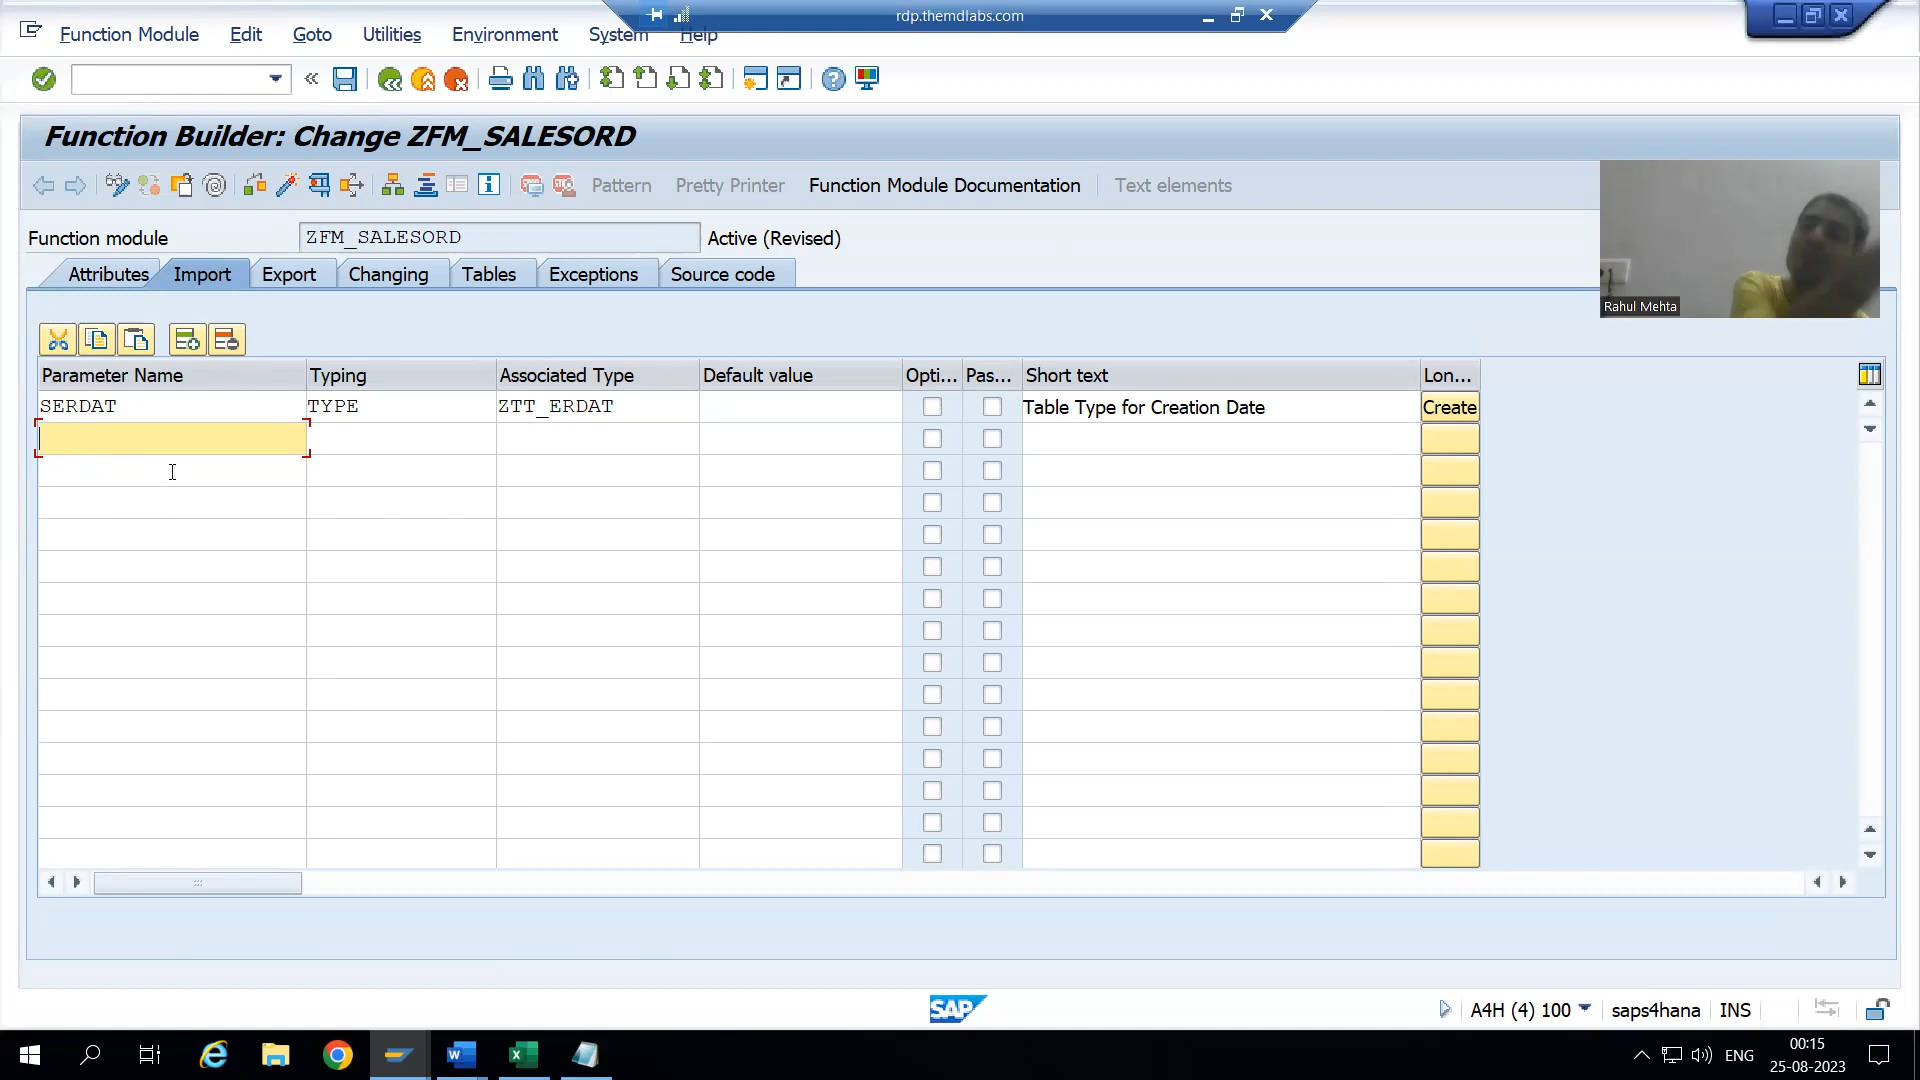 rdp.themdlabs.com
Function Module Edit Goto Utilities Environment System Help
Function Builder: Change ZFM_SALESORD
Pattern Pretty Printer Function Module Documentation Text elements
Function module ZFM_SALESORD Active (Revised)
Attributes Import Export Changing Tables Exceptions Source code
Rahul Mehta
Parameter Name Typing Associated Type Default value Opti... Pas... Short text Lon...
SERDAT TYPE ZTT_ERDAT Table Type for Creation Date Create
SAP A4H (4) 100 saps4hana INS
ENG 00:15
25-08-2023